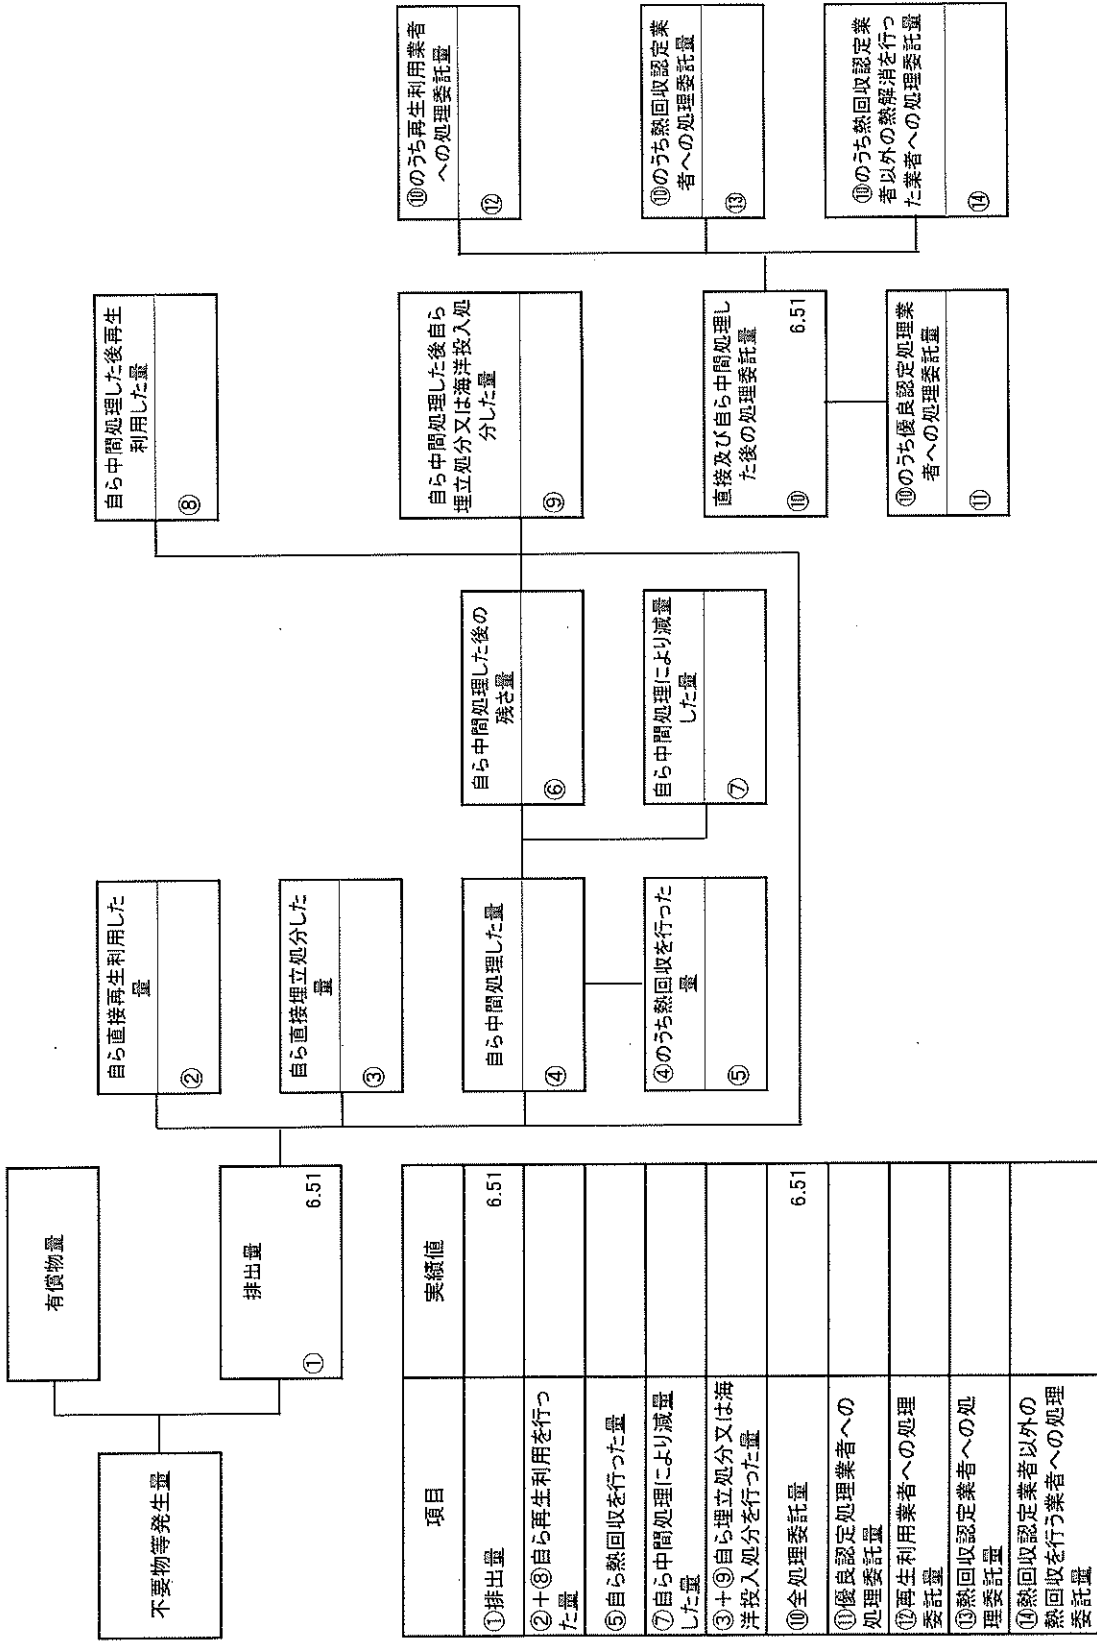 不要物等発生量
有償物量
排出量
①
6.51
自ら直接再生利用した
量
②
自ら直接埋立処分した
量
③
自ら中間処理した量
④
④のうち熱回収を行った
量
⑤
自ら中間処理した後の
残さ量
⑥
自ら中間処理により減量
した量
⑦
自ら中間処理した後再生
利用した量
⑧
自ら中間処理した後自ら
埋立処分又は海洋投入処
分した量
⑨
直接及び自ら中間処理し
た後の処理委託量
⑩
6.51
⑩のうち優良認定処理業
者への処理委託量
⑪
⑩のうち再生利用業者
への処理委託量
⑫
⑩のうち熱回収認定業
者への処理委託量
⑬
⑩のうち熱回収認定業
者以外の熱解消を行っ
た業者への処理委託量
⑭
項目 実績値
①排出量 6.51
②+⑧自ら再生利用を行っ
た量
⑤自ら熱回収を行った量
⑦自ら中間処理により減量
した量
③+⑨自ら埋立処分又は海
洋投入処分を行った量
⑩全処理委託量 6.51
⑪優良認定処理業者への
処理委託量
⑫再生利用業者への処理
委託量
⑬熱回収認定業者への処
理委託量
⑭熱回収認定業者以外の
熱回収を行う業者への処理
委託量